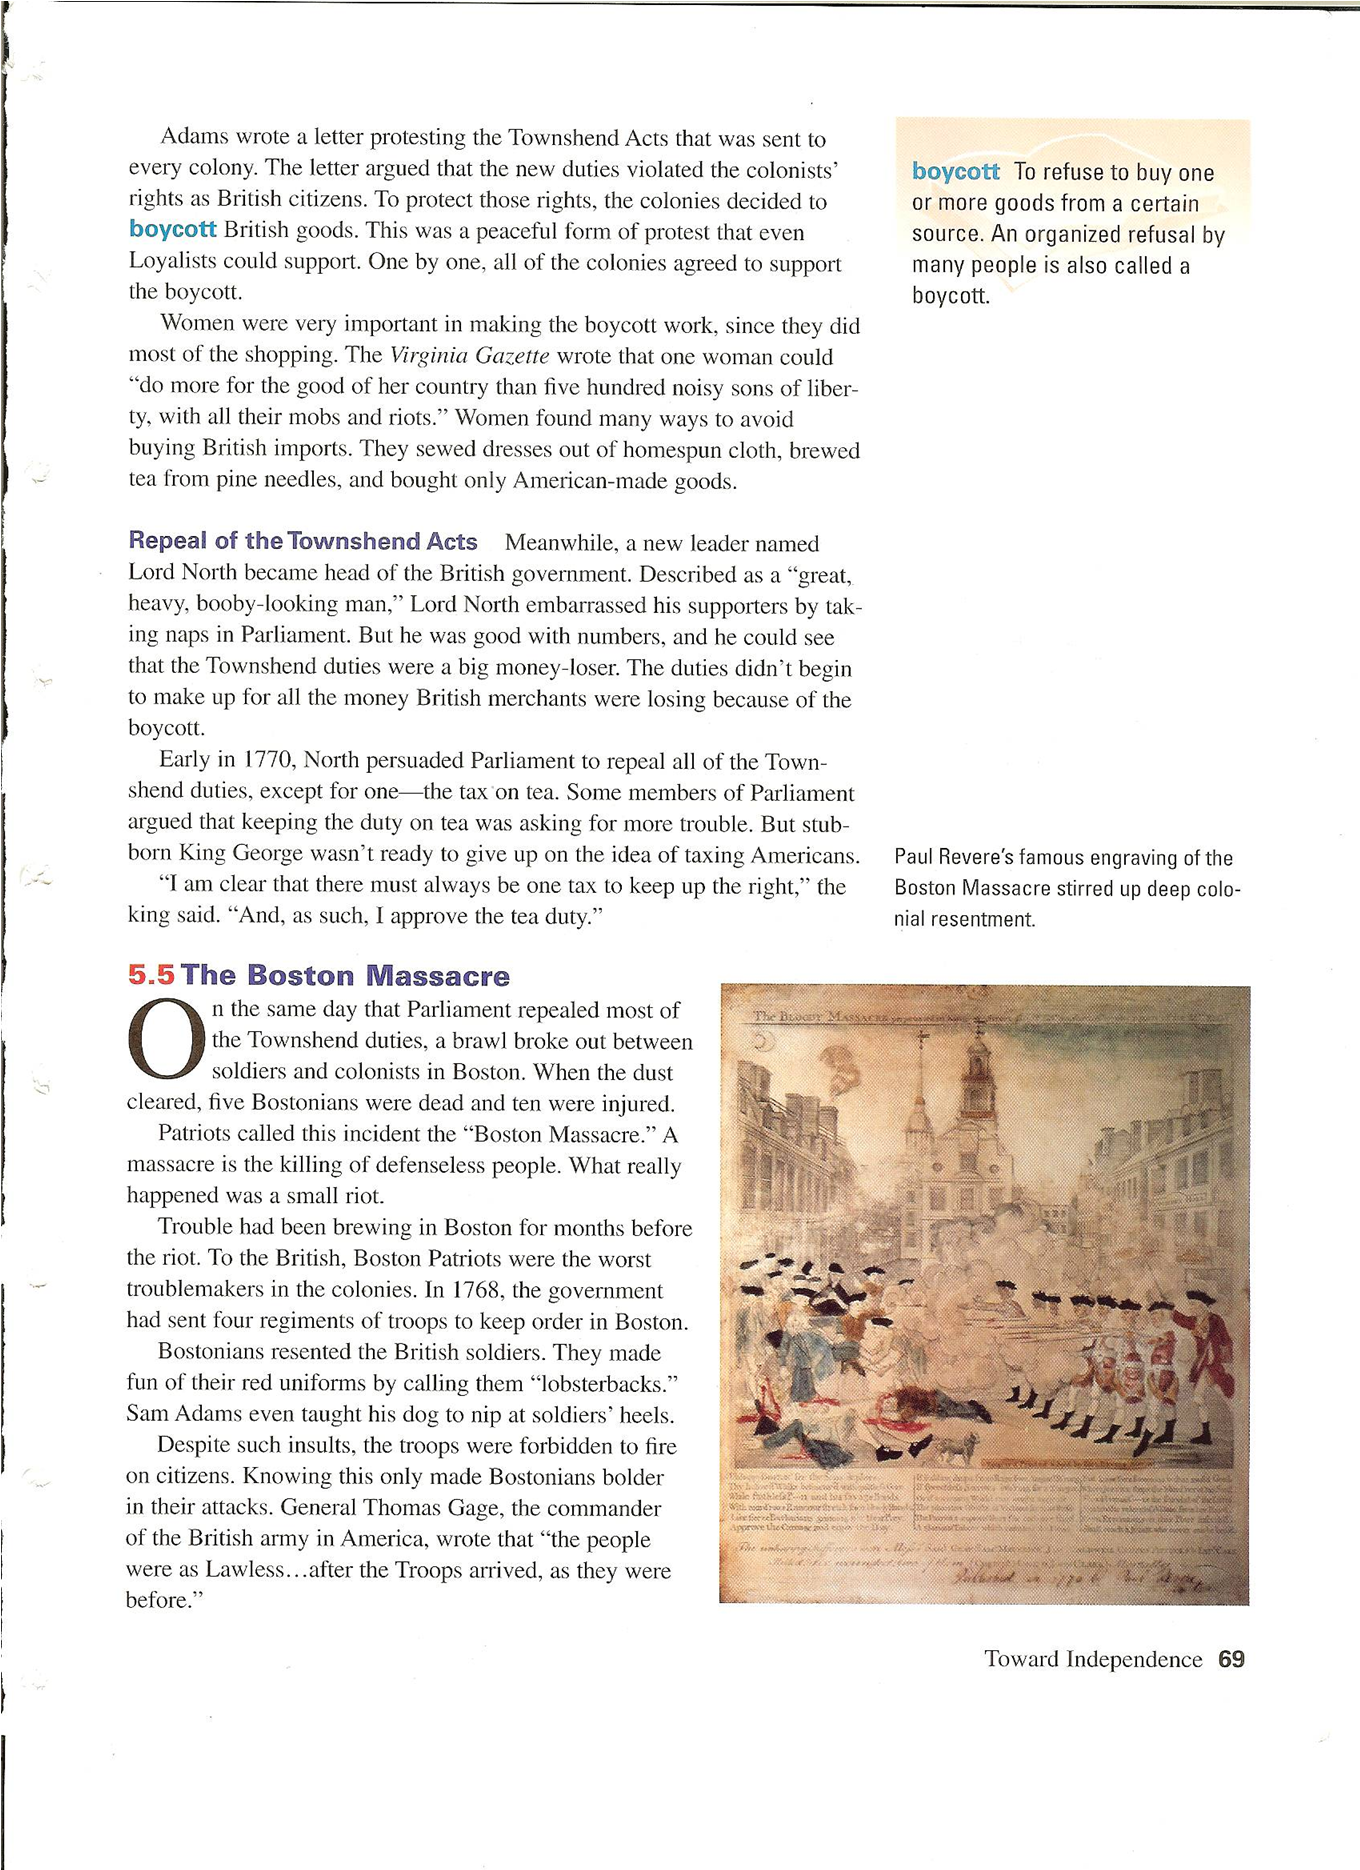 Adams wrote a letter protesting the Townshend Acts that was sent to
every colony. The letter argued that the new duties violated the colonists’
rights as British citizens. To protect those rights, the colonies decided to
boycott British goods. This was a peaceful form of protest that even
Loyalists could support. One by one, all of the colonies agreed to support
the boycott.
Women were very important in making the boycott work, since they did
most of the shopping. The Virginia Gazette wrote that one woman could
“do more for the good of her country than five hundred noisy sons of liber-
ty, with all their mobs and riots.” Women found many ways to avoid
buying British imports. They sewed dresses out of homespun cloth, brewed
tea from pine needles, and bought only American-made goods.
boycott To refuse to buy one
or more goods from a certain
source. An organized refusal by
many people is also called a
boycott.
Repeal of the Townshend Acts Meanwhile, a new leader named
Lord North became head of the British government. Described as a “great,
heavy, booby-looking man,” Lord North embarrassed his supporters by tak-
ing naps in Parliament. But he was good with numbers, and he could see
that the Townshend duties were a big money-loser. The duties didn’t begin
to make up for all the money British merchants were losing because of the
boycott.
Early in 1770, North persuaded Parliament to repeal all of the Town-
shend duties, except for one—the tax on tea. Some members of Parliament
argued that keeping the duty on tea was asking for more trouble. But stub-
born King George wasn’t ready to give up on the idea of taxing Americans.
“I am clear that there must always be one tax to keep up the right,” the
king said. “And, as such, I approve the tea duty.”
Paul Revere’s famous engraving of the
Boston Massacre stirred up deep colo-
nial resentment.
5.5 The Boston Massacre
On the same day that Parliament repealed most of
the Townshend duties, a brawl broke out between
soldiers and colonists in Boston. When the dust
cleared, five Bostonians were dead and ten were injured.
Patriots called this incident the “Boston Massacre.” A
massacre is the killing of defenseless people. What really
happened was a small riot.
Trouble had been brewing in Boston for months before
the riot. To the British, Boston Patriots were the worst
troublemakers in the colonies. In 1768, the government
had sent four regiments of troops to keep order in Boston.
Bostonians resented the British soldiers. They made
fun of their red uniforms by calling them “lobsterbacks.”
Sam Adams even taught his dog to nip at soldiers’ heels.
Despite such insults, the troops were forbidden to fire
on citizens. Knowing this only made Bostonians bolder
in their attacks. General Thomas Gage, the commander
of the British army in America, wrote that “the people
were as Lawless…after the Troops arrived, as they were
before.”
The BLOODY MASSACRE
Toward Independence 69